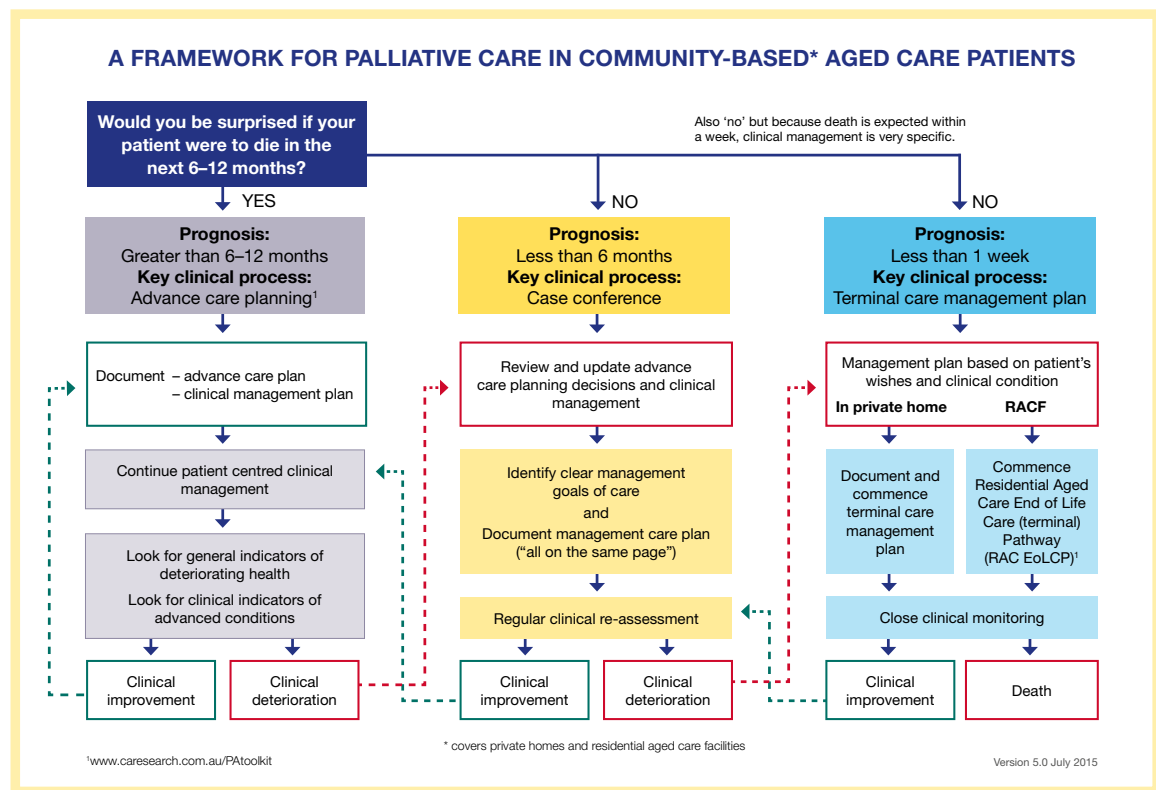 A FRAMEWORK FOR PALLIATIVE CARE IN COMMUNITY-BASED* AGED CARE PATIENTS
Would you be surprised if your
patient were to die in the
next 6–12 months?
Also ‘no’ but because death is expected within
a week, clinical management is very specific.
YES
NO
NO
Prognosis:
Greater than 6–12 months
Key clinical process:
Advance care planning¹
Prognosis:
Less than 6 months
Key clinical process:
Case conference
Prognosis:
Less than 1 week
Key clinical process:
Terminal care management plan
Document – advance care plan
– clinical management plan
Review and update advance
care planning decisions and clinical
management
Management plan based on patient’s
wishes and clinical condition
In private home
RACF
Continue patient centred clinical
management
Identify clear management
goals of care
and
Document management care plan
(“all on the same page”)
Document and
commence
terminal care
management
plan
Commence
Residential Aged
Care End of Life
Care (terminal)
Pathway
(RAC EoLCP)¹
Look for general indicators of
deteriorating health
Look for clinical indicators of
advanced conditions
Regular clinical re-assessment
Close clinical monitoring
Clinical
improvement
Clinical
deterioration
Clinical
improvement
Clinical
deterioration
Clinical
improvement
Death
* covers private homes and residential aged care facilities
¹www.caresearch.com.au/PAtoolkit
Version 5.0 July 2015